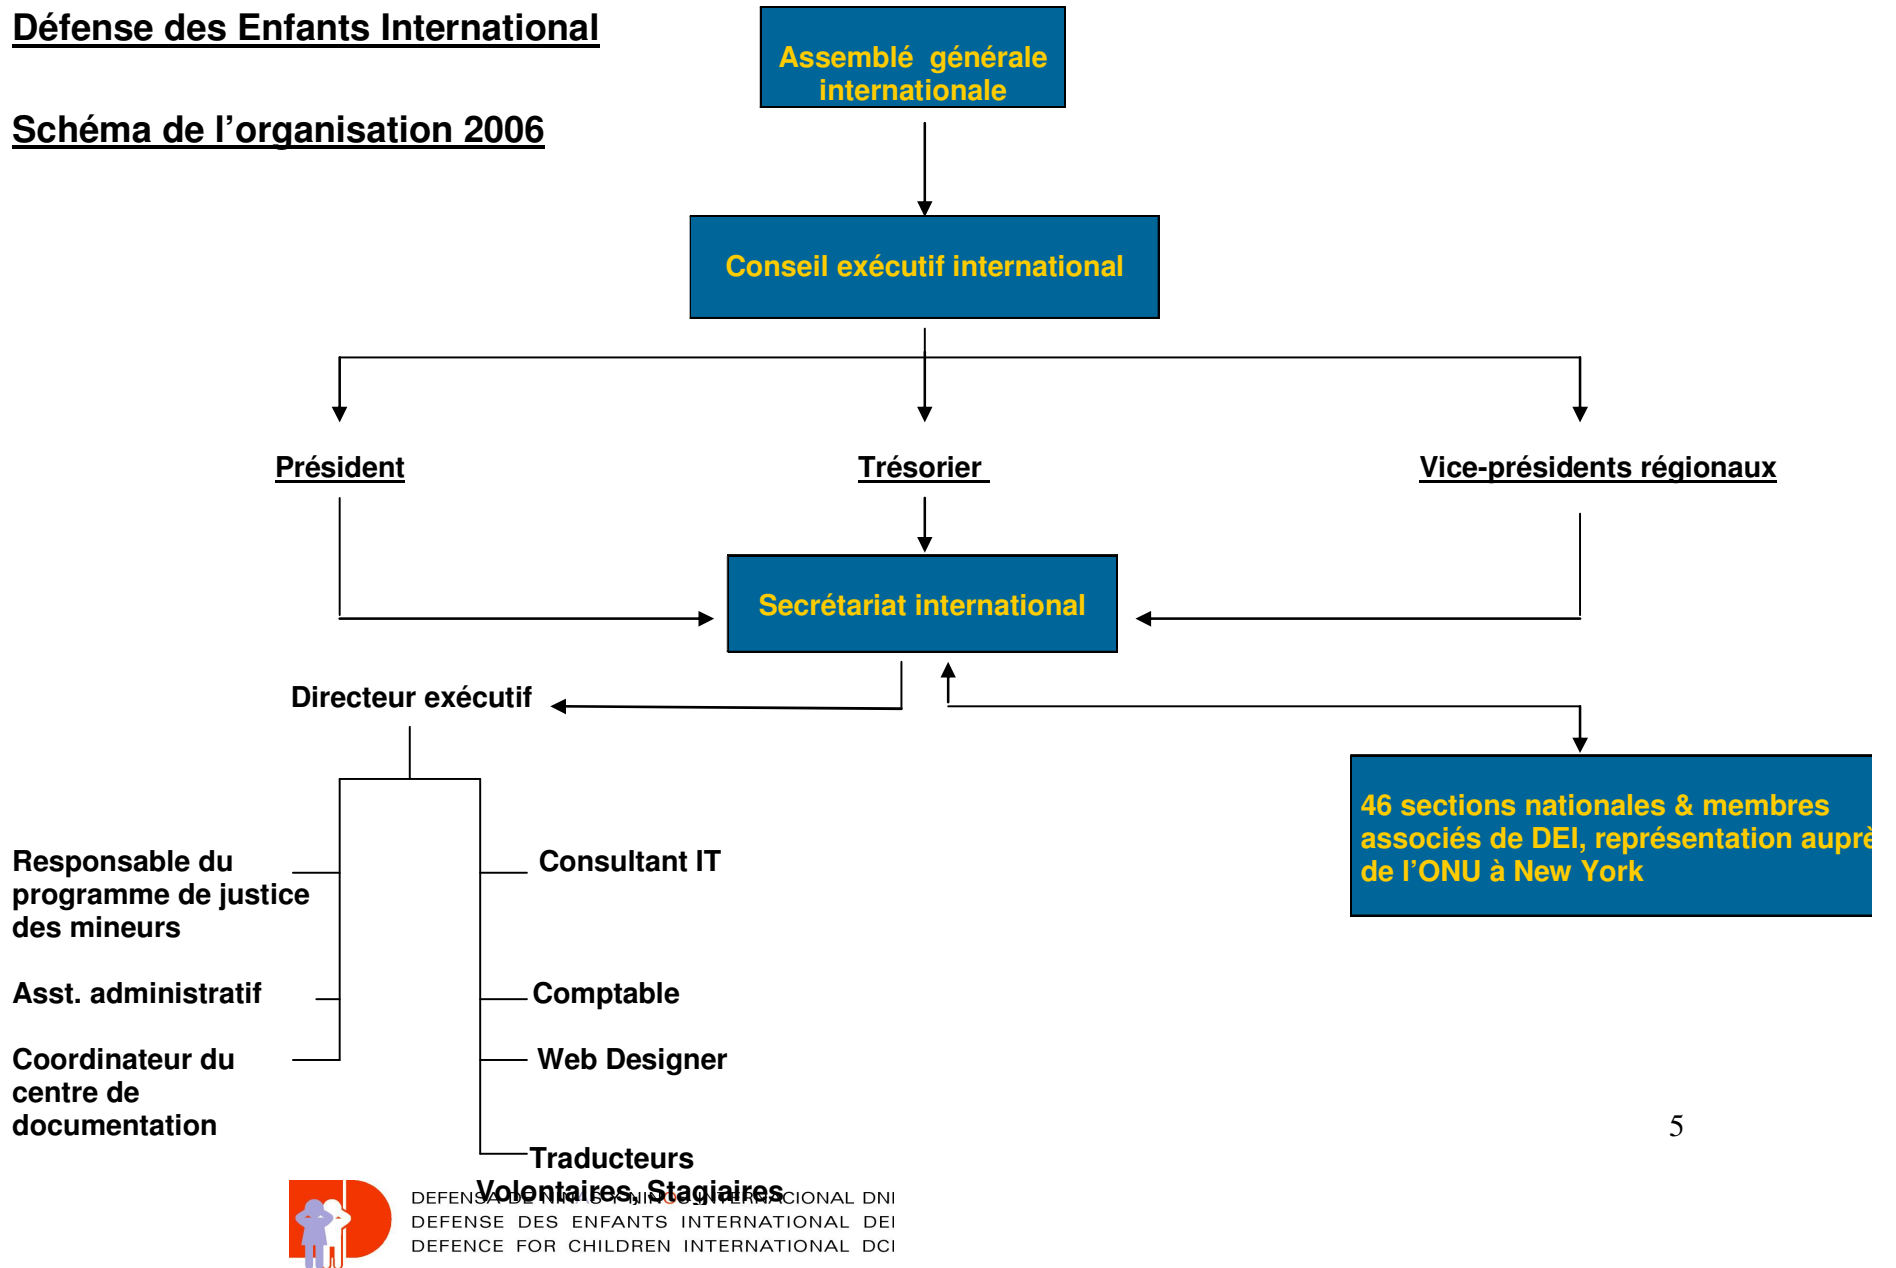 Défense des Enfants International
Schéma de l'organisation 2006
Assemblé générale
internationale
Conseil exécutif international
Président
Trésorier
Vice-présidents régionaux
Secrétariat international
Directeur exécutif
46 sections nationales & membres
associés de DEI, représentation auprè
de l'ONU à New York
Responsable du
programme de justice
des mineurs
Consultant IT
Asst. administratif
Comptable
Coordinateur du
centre de
documentation
Web Designer
5
Traducteurs
Volontaires, Stagiaires
DEFENSA DE NIÑAS Y NIÑOS INTERNACIONAL DNI
DEFENSE DES ENFANTS INTERNATIONAL DEI
DEFENCE FOR CHILDREN INTERNATIONAL DCI